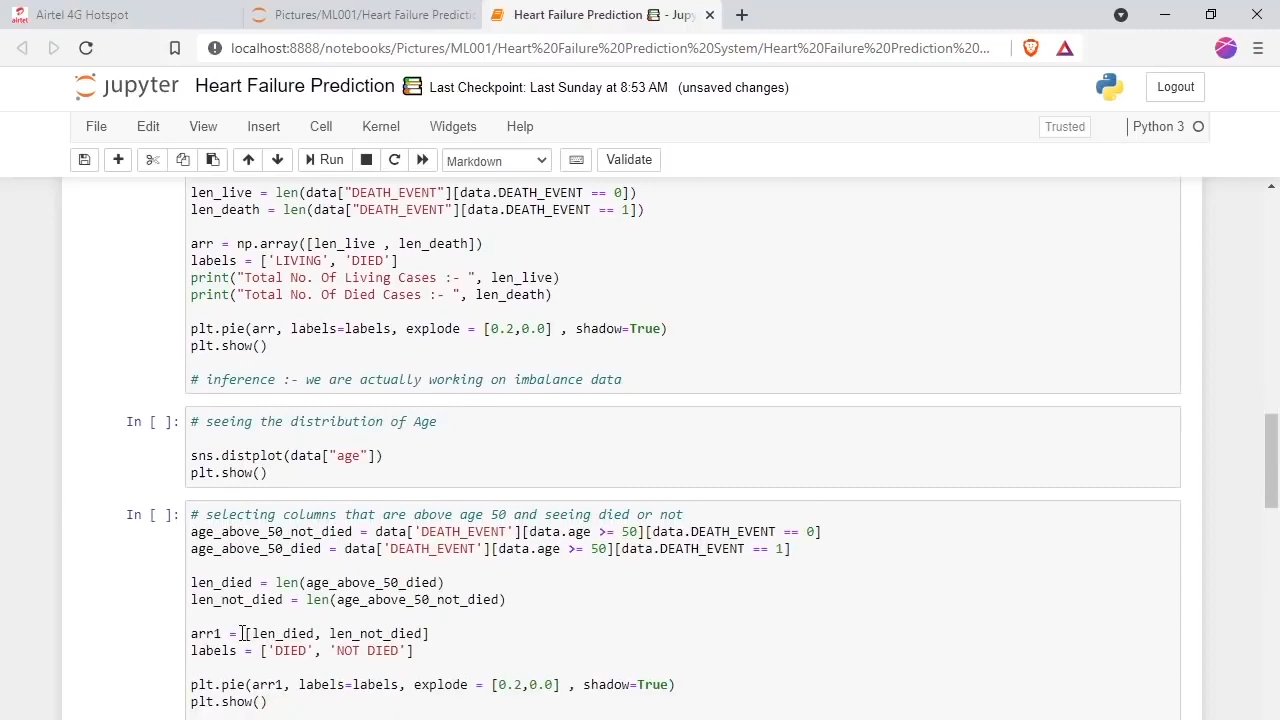 Airtel 4G Hotspot
Pictures/ML001/Heart Failure Predictio
Heart Failure Prediction - Jupy
localhost:8888/notebooks/Pictures/ML001/Heart%20Failure%20Prediction%20System/Heart%20Failure%20Prediction%20...
jupyter Heart Failure Prediction Last Checkpoint: Last Sunday at 8:53 AM (unsaved changes)
Logout
File Edit View Insert Cell Kernel Widgets Help
Trusted
Python 3
Run
Markdown
Validate
len_live = len(data["DEATH_EVENT"][data.DEATH_EVENT == 0])
len_death = len(data["DEATH_EVENT"][data.DEATH_EVENT == 1])
arr = np.array([len_live , len_death])
labels = ['LIVING', 'DIED']
print("Total No. Of Living Cases :- ", len_live)
print("Total No. Of Died Cases :- ", len_death)
plt.pie(arr, labels=labels, explode = [0.2,0.0] , shadow=True)
plt.show()
# inference :- we are actually working on imbalance data
In [ ]:
# seeing the distribution of Age
sns.distplot(data["age"])
plt.show()
In [ ]:
# selecting columns that are above age 50 and seeing died or not
age_above_50_not_died = data['DEATH_EVENT'][data.age >= 50][data.DEATH_EVENT == 0]
age_above_50_died = data['DEATH_EVENT'][data.age >= 50][data.DEATH_EVENT == 1]
len_died = len(age_above_50_died)
len_not_died = len(age_above_50_not_died)
arr1 = [len_died, len_not_died]
labels = ['DIED', 'NOT DIED']
plt.pie(arr1, labels=labels, explode = [0.2,0.0] , shadow=True)
plt.show()